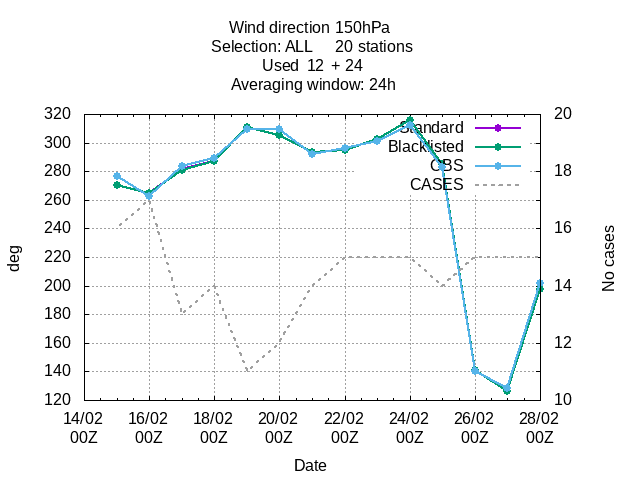 Wind direction 150hPa
Selection: ALL 20 stations
Used 12 + 24
Averaging window: 24h
320
300
280
260
240
220
200
180
160
140
120
20
18
16
14
12
10
deg
No cases
Standard
Blacklisted
OBS
CASES
14/02 16/02 18/02 20/02 22/02 24/02 26/02 28/02
00Z 00Z 00Z 00Z 00Z 00Z 00Z 00Z
Date